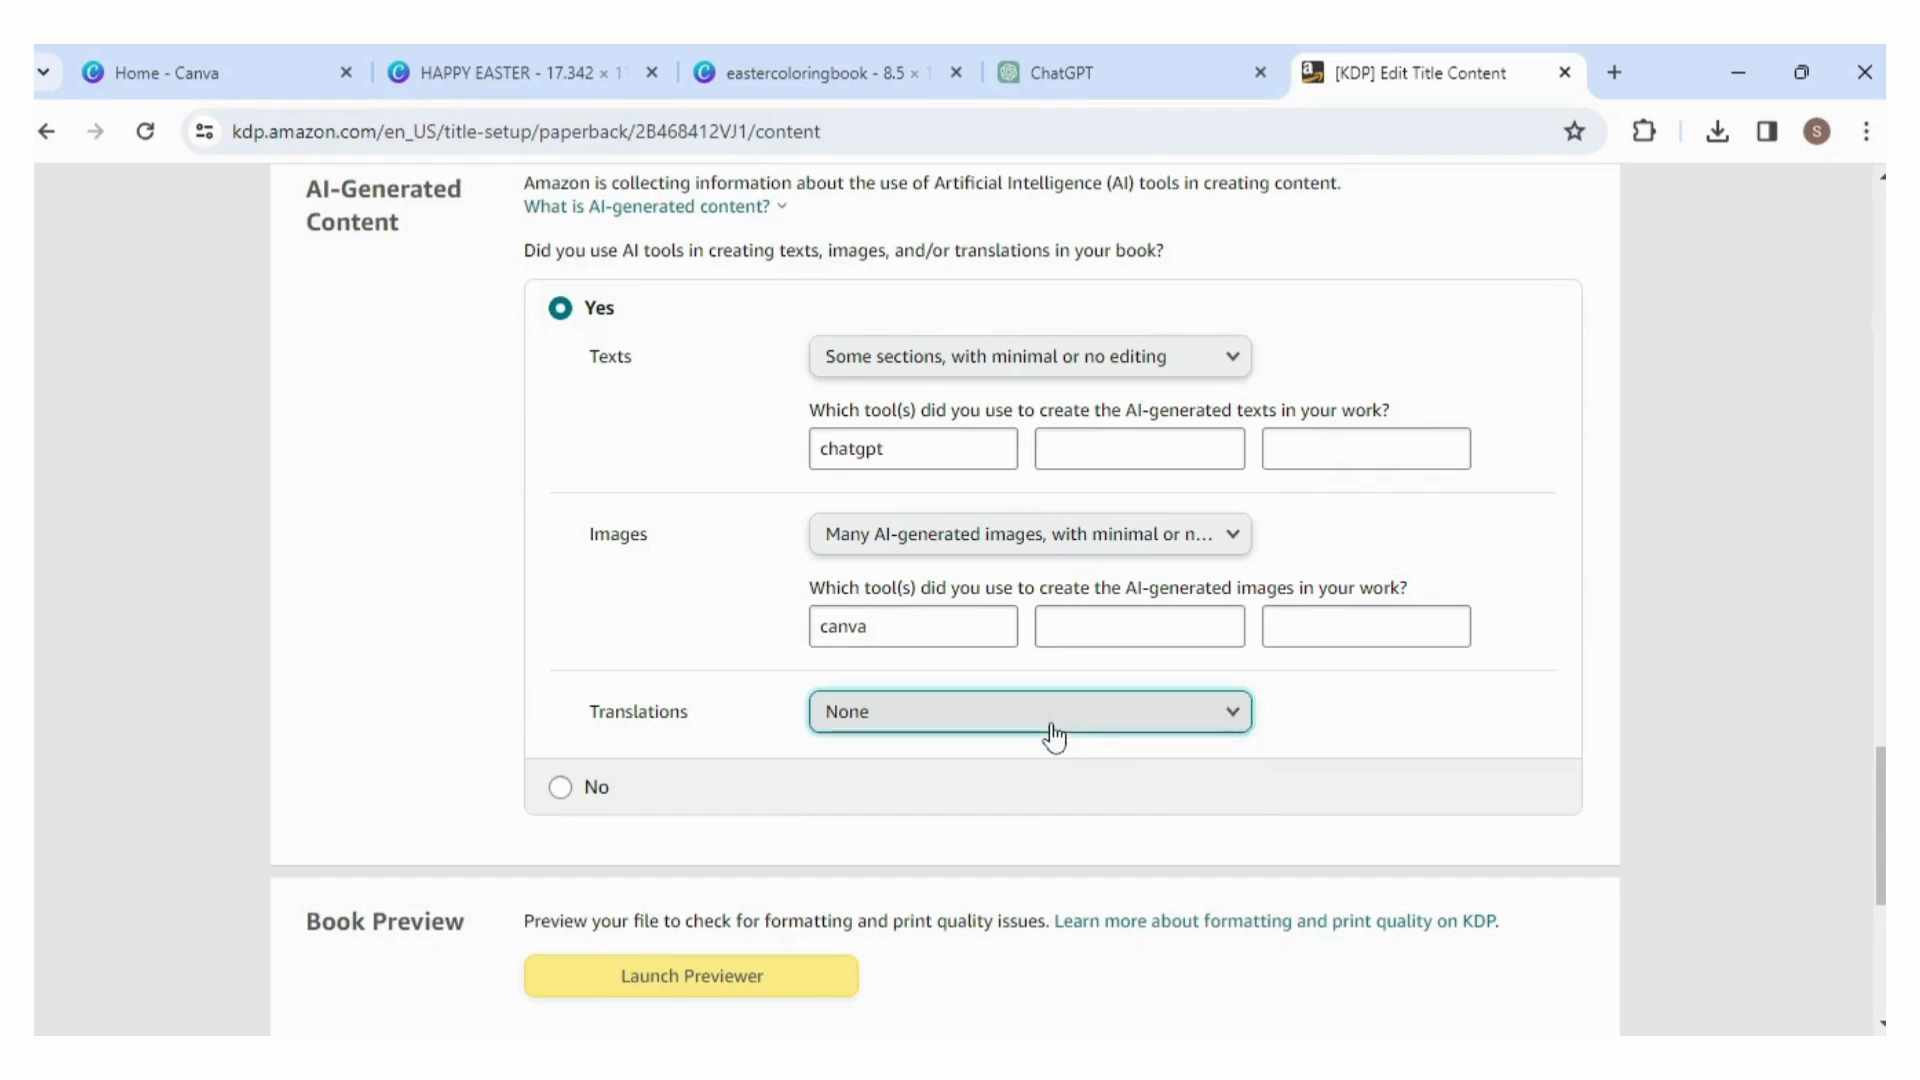 Home - Canva
HAPPY EASTER - 17.342 × 1
eastercoloringbook - 8.5 ×
ChatGPT
[KDP] Edit Title Content
kdp.amazon.com/en_US/title-setup/paperback/2B468412VJ1/content
S
AI-Generated
Content
Amazon is collecting information about the use of Artificial Intelligence (AI) tools in creating content.
What is AI-generated content?
Did you use AI tools in creating texts, images, and/or translations in your book?
Yes
Texts
Some sections, with minimal or no editing
Which tool(s) did you use to create the AI-generated texts in your work?
chatgpt
Images
Many AI-generated images, with minimal or n...
Which tool(s) did you use to create the AI-generated images in your work?
canva
Translations
None
No
Book Preview
Preview your file to check for formatting and print quality issues. Learn more about formatting and print quality on KDP.
Launch Previewer